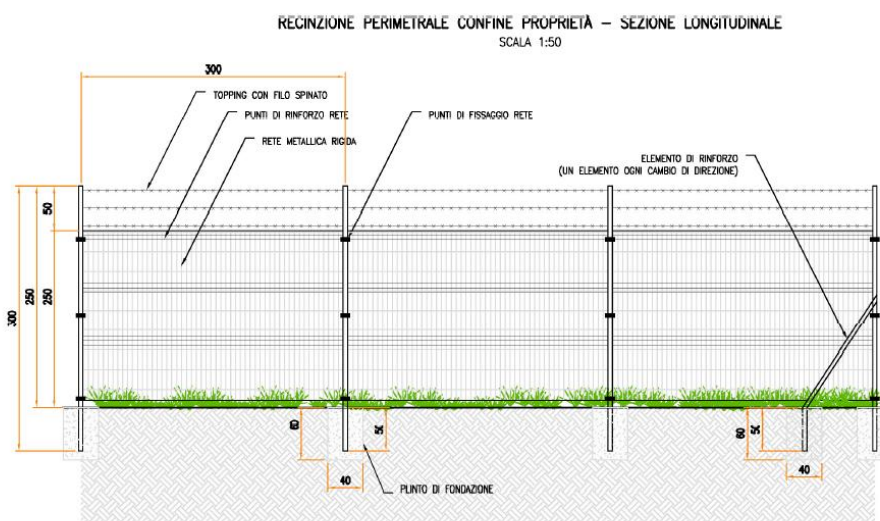 RECINZIONE PERIMETRALE CONFINE PROPRIETÀ – SEZIONE LONGITUDINALE
SCALA 1:50
300
TOPPING CON FILO SPINATO
PUNTI DI RINFORZO RETE
PUNTI DI FISSAGGIO RETE
RETE METALLICA RIGIDA
ELEMENTO DI RINFORZO
(UN ELEMENTO OGNI CAMBIO DI DIREZIONE)
50
300
250
250
60
50
60
50
40
40
PLINTO DI FONDAZIONE